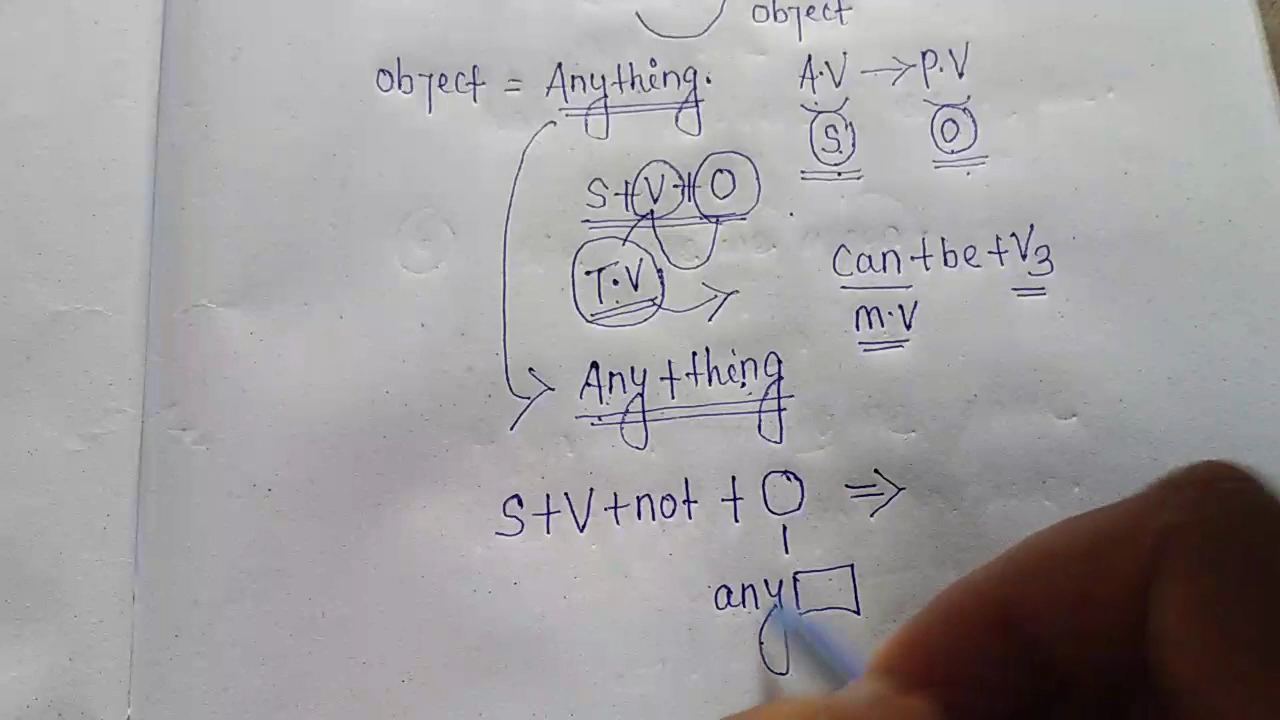 object
object = Anything.
A.V → P.V
S
O
S+V+O
T.V
can+be+V3
m.V
Any+thing
S+V+not+O ⇒
any